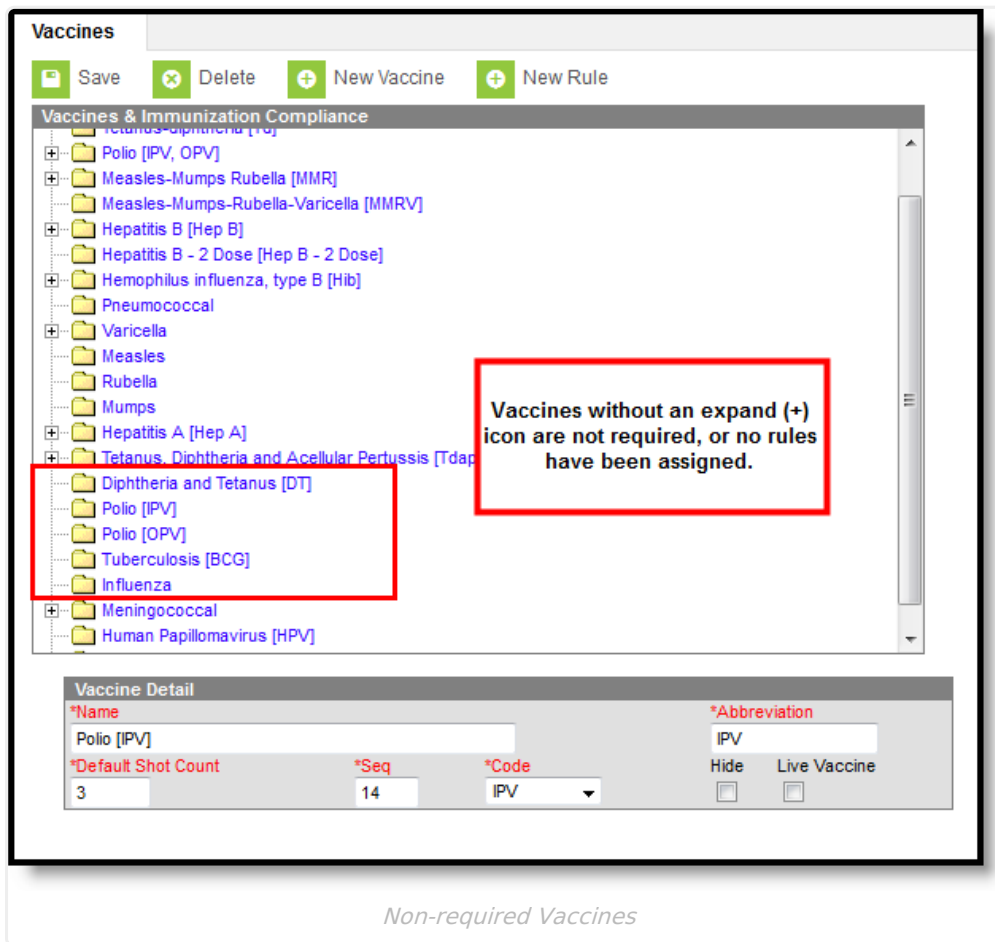 Vaccines
Save Delete New Vaccine New Rule
Vaccines & Immunization Compliance
Tetanus-diphtheria [Td]
Polio [IPV, OPV]
Measles-Mumps Rubella [MMR]
Measles-Mumps-Rubella-Varicella [MMRV]
Hepatitis B [Hep B]
Hepatitis B - 2 Dose [Hep B - 2 Dose]
Hemophilus influenza, type B [Hib]
Pneumococcal
Varicella
Measles
Rubella
Mumps
Hepatitis A [Hep A]
Tetanus, Diphtheria and Acellular Pertussis [Tdap
Diphtheria and Tetanus [DT]
Polio [IPV]
Polio [OPV]
Tuberculosis [BCG]
Influenza
Meningococcal
Human Papillomavirus [HPV]
Vaccines without an expand (+)
icon are not required, or no rules
have been assigned.
Vaccine Detail
*Name *Abbreviation
Polio [IPV] IPV
*Default Shot Count *Seq *Code Hide Live Vaccine
3 14 IPV
Non-required Vaccines